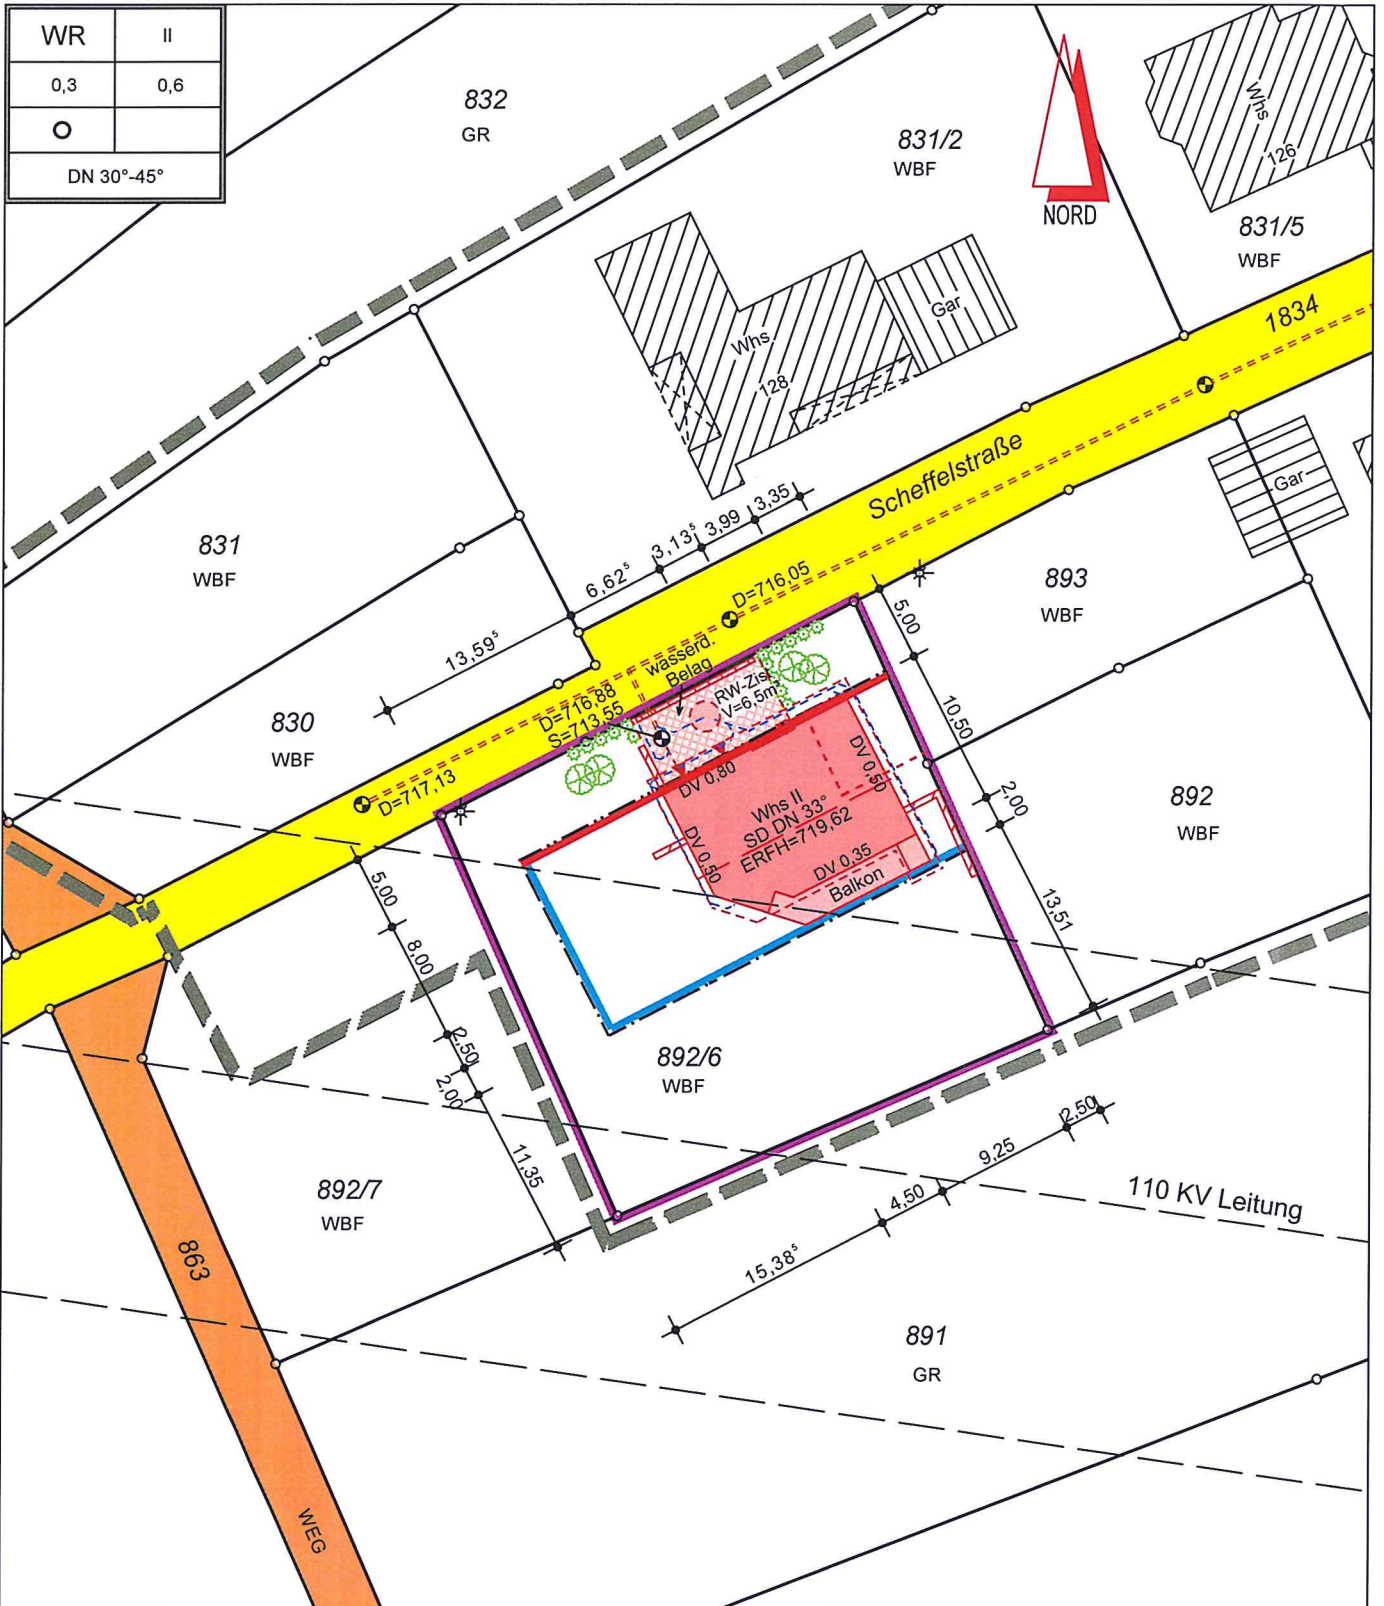 WR II
0,3 0,6
O
DN 30°-45°
832
GR
831/2
WBF
NORD
Whs
126
831/5
WBF
1834
Whs
128
Gar
Scheffelstraße
Gar
831
WBF
6,62⁵
3,13⁵
3,99
3,35
13,59⁵
D=716,05
893
WBF
5,00
830
WBF
wasserd.
Belag
RW-Zis
V=6,5m³
D=716,88
S=713,55
D=717,13
10,50
DV 0.80
DV 0,50
Whs II
SD DN 33°
ERFH=719,62
DV 0,50
DV 0,35
Balkon
2,00
892
WBF
13,51
5,00
8,00
2,50
2,00
11,35
892/6
WBF
892/7
WBF
863
2,50
9,25
4,50
15,38⁵
110 KV Leitung
891
GR
WEG